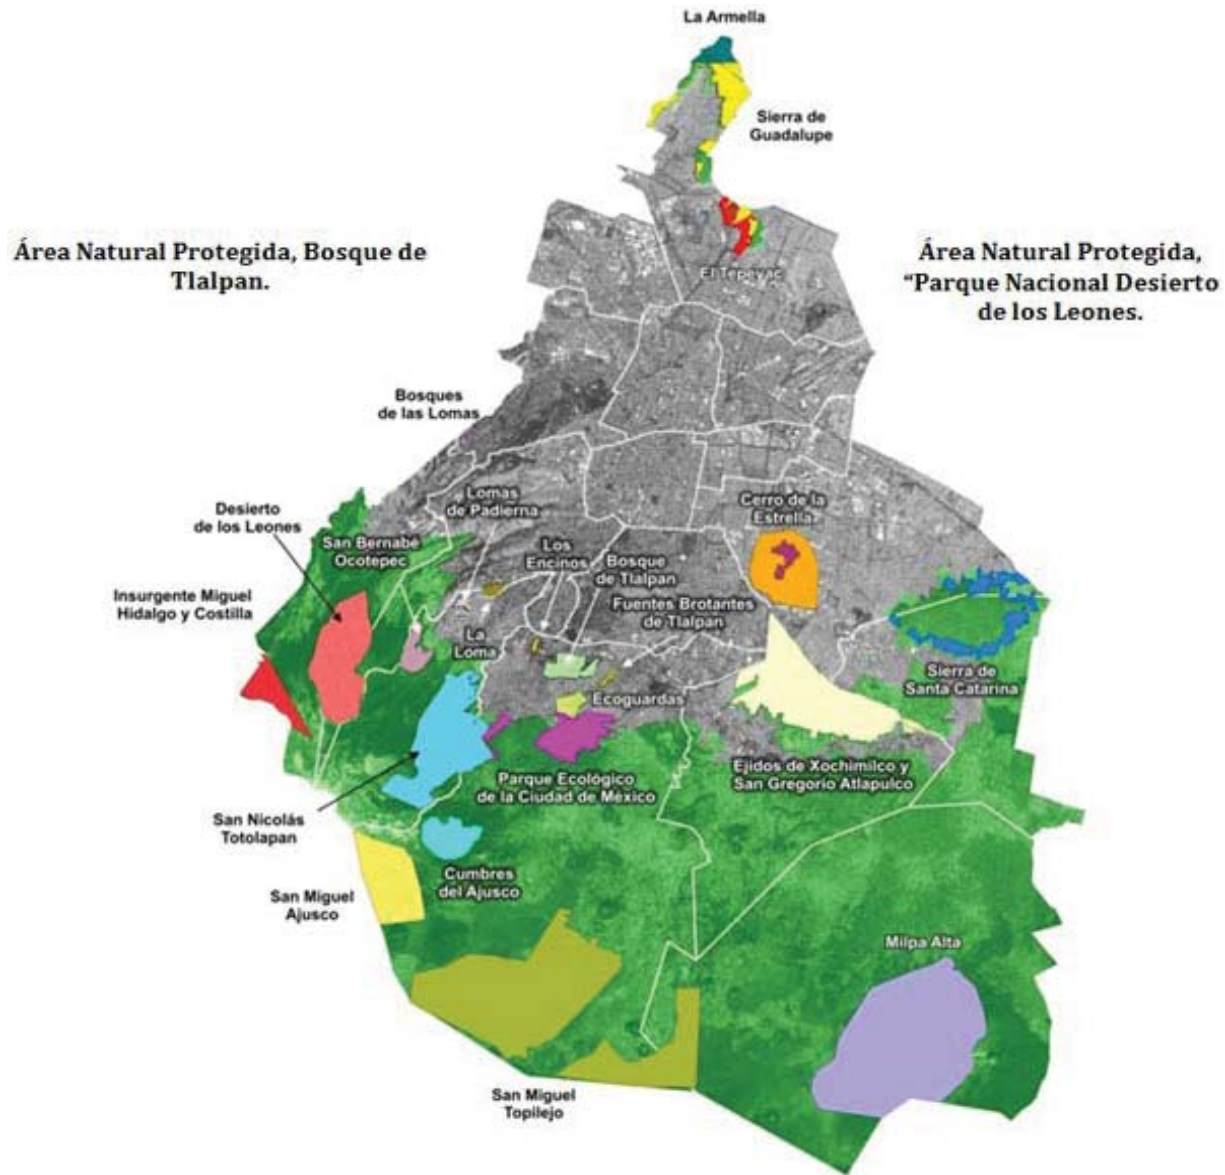 La Armella
Sierra de
Guadalupe
Área Natural Protegida, Bosque de
Tlalpan.
Área Natural Protegida,
“Parque Nacional Desierto
de los Leones.
El Tepeyac
Bosques
de las Lomas
Lomas
de Padierna
Cerro de la
Estrella
Desierto
de los Leones
San Bernabé
Ocotepec
Los
Encinos
Bosque
de Tlalpan
Insurgente Miguel
Hidalgo y Costilla
Fuentes Brotantes
de Tlalpan
La
Loma
Sierra de
Santa Catarina
Ecoguardas
Ejidos de Xochimilco y
San Gregorio Atlapulco
Parque Ecológico
de la Ciudad de México
San Nicolás
Totolapan
Cumbres
del Ajusco
San Miguel
Ajusco
Milpa Alta
San Miguel
Topilejo